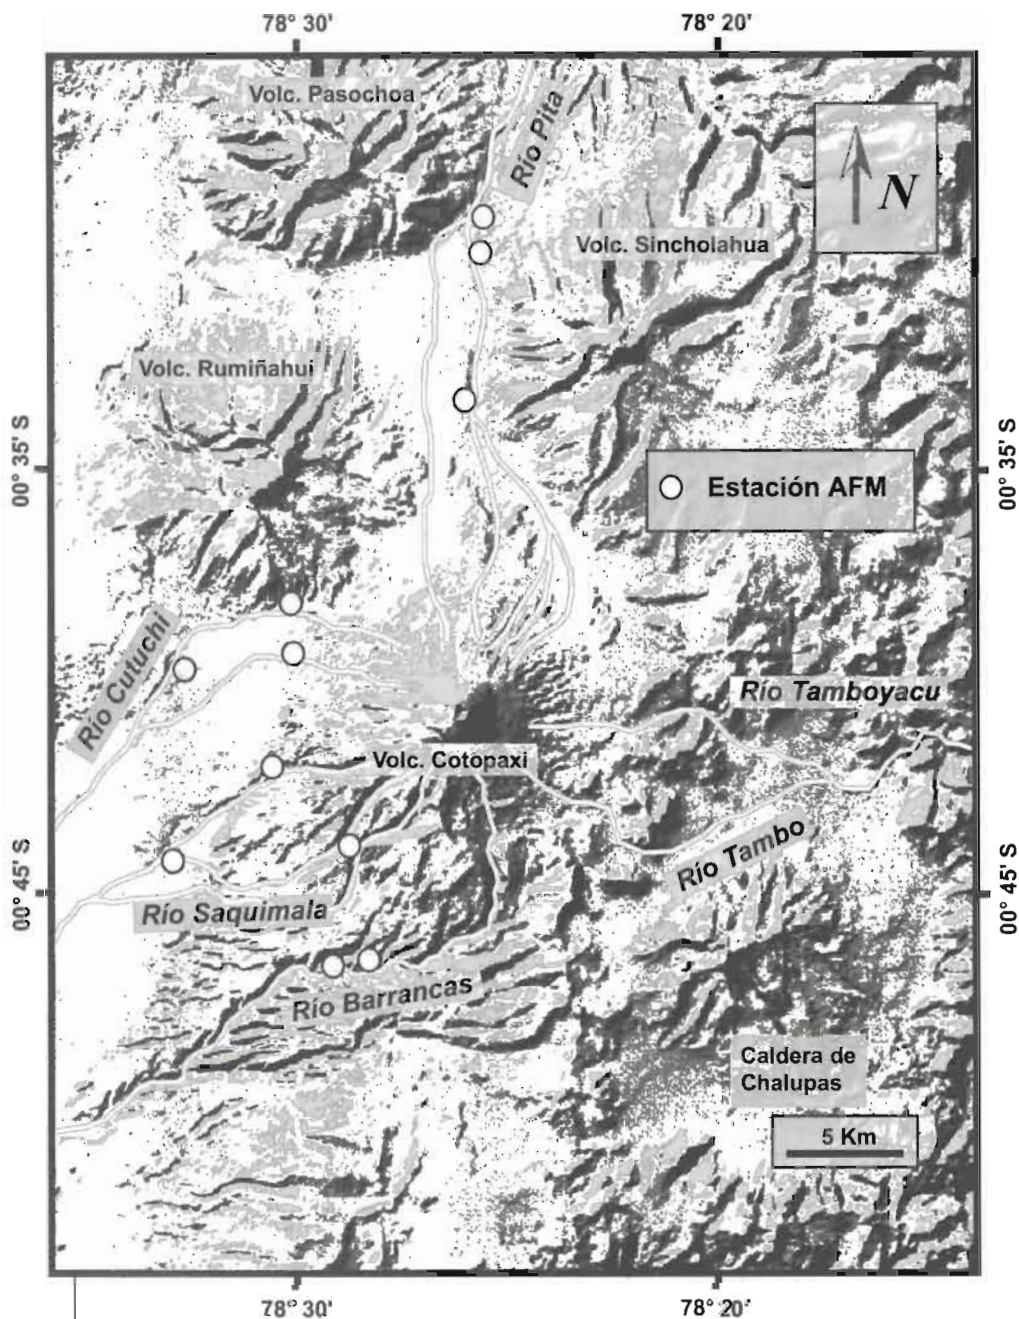 78° 30'
78° 20'
Volc. Pasochoa
Río Pita
N
Volc. Sincholahua
Volc. Rumiñahui
00° 35' S
00° 35' S
Estación AFM
Río Cutuchi
Río Tamboyacu
Volc. Cotopaxi
Río Tambo
00° 45' S
00° 45' S
Río Saquimala
Río Barrancas
Caldera de
Chalupas
5 Km
78° 30'
78° 20'